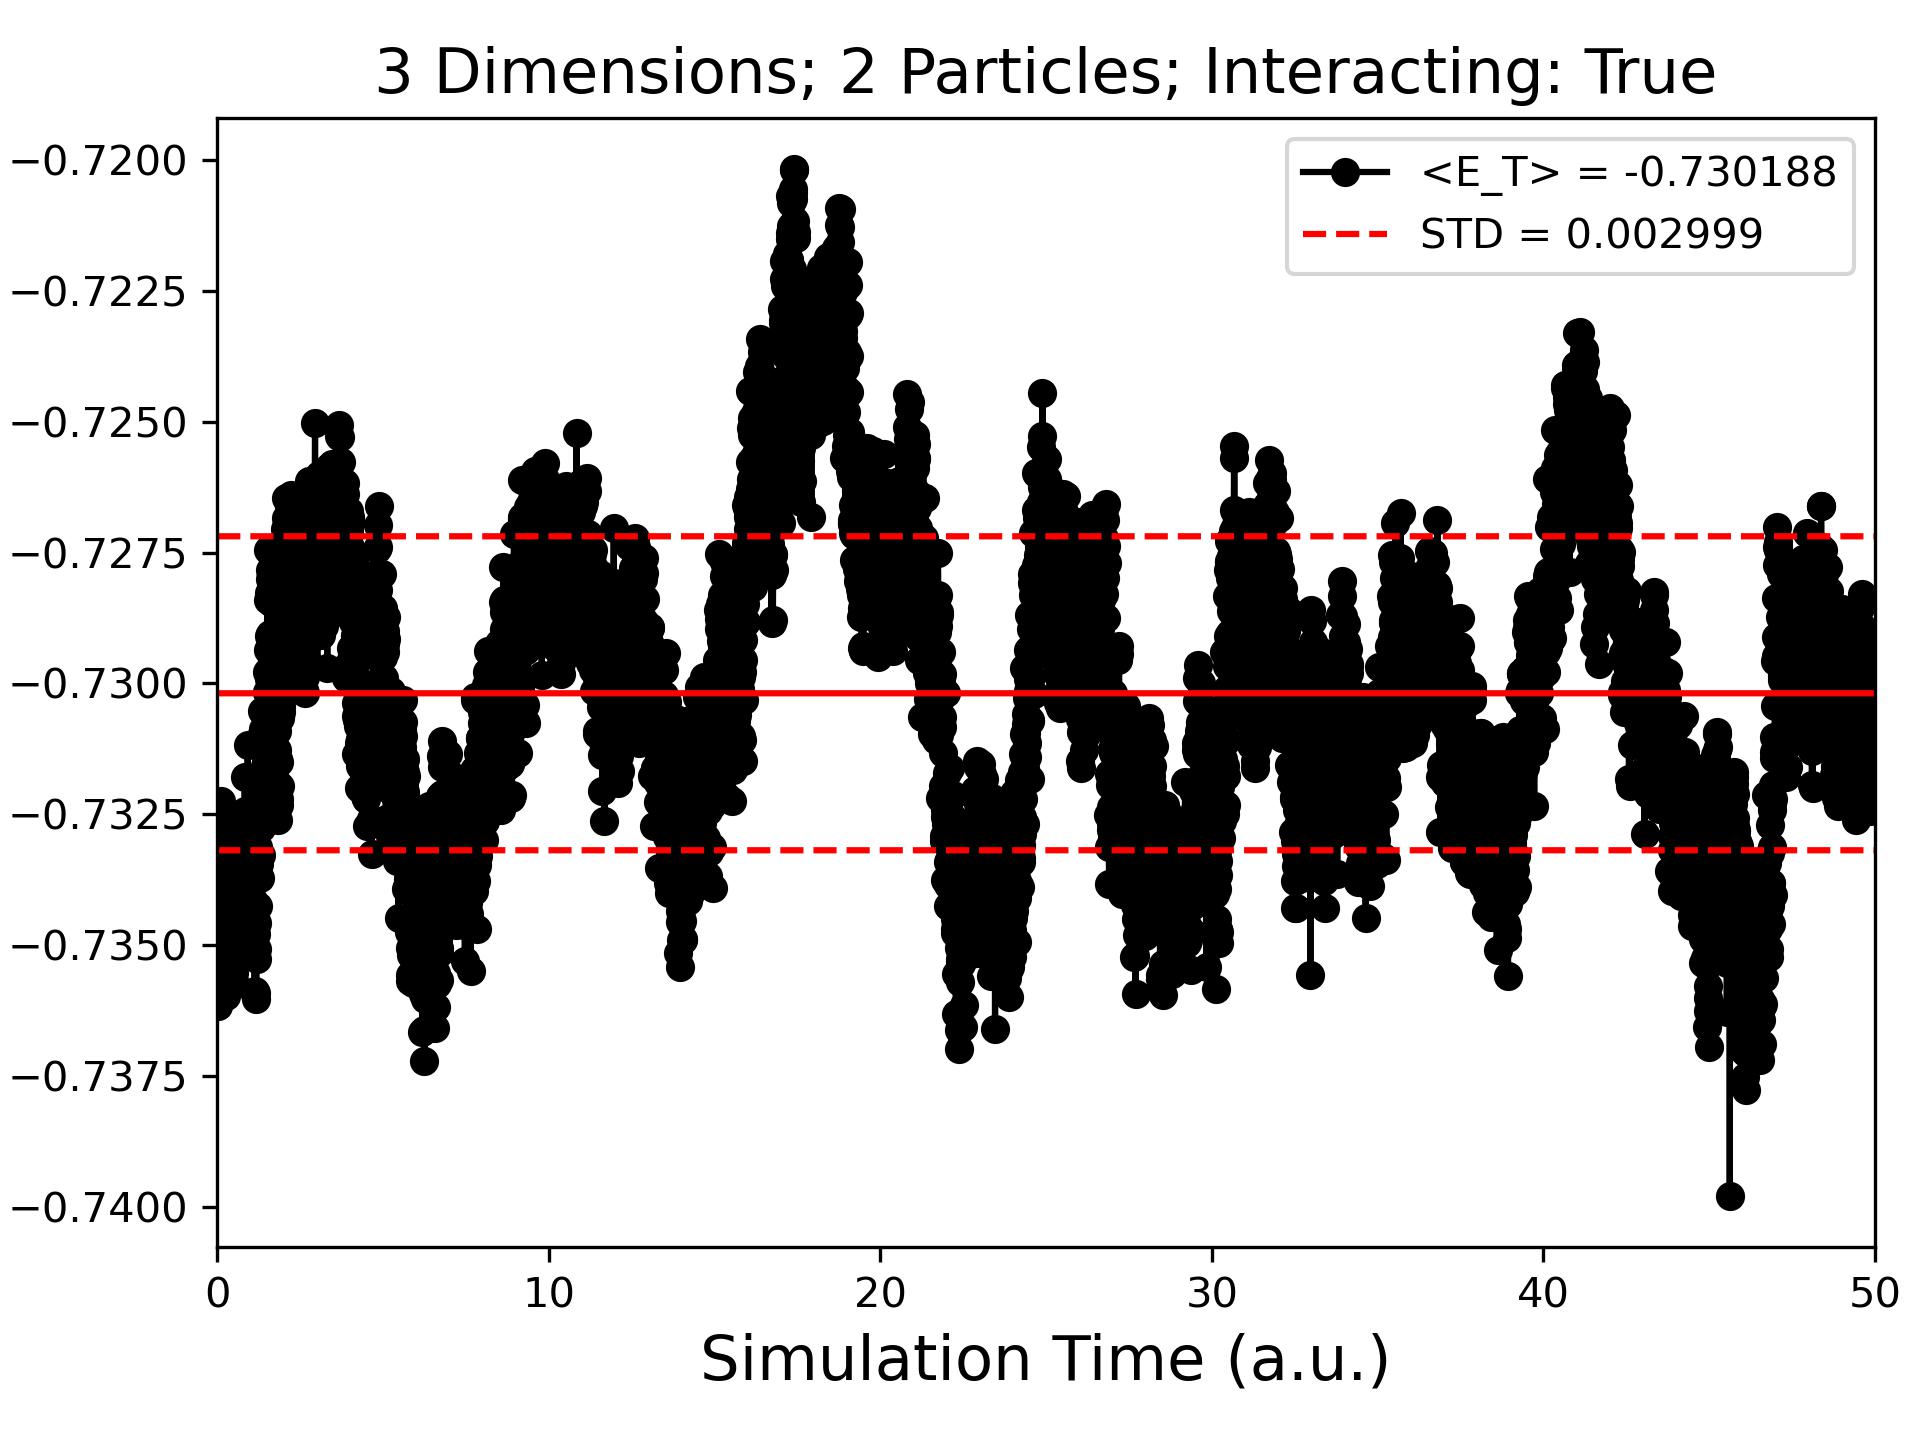 3 Dimensions; 2 Particles; Interacting: True
<E_T> = -0.730188
STD = 0.002999
−0.7200
−0.7225
−0.7250
−0.7275
−0.7300
−0.7325
−0.7350
−0.7375
−0.7400
0 10 20 30 40 50
Simulation Time (a.u.)